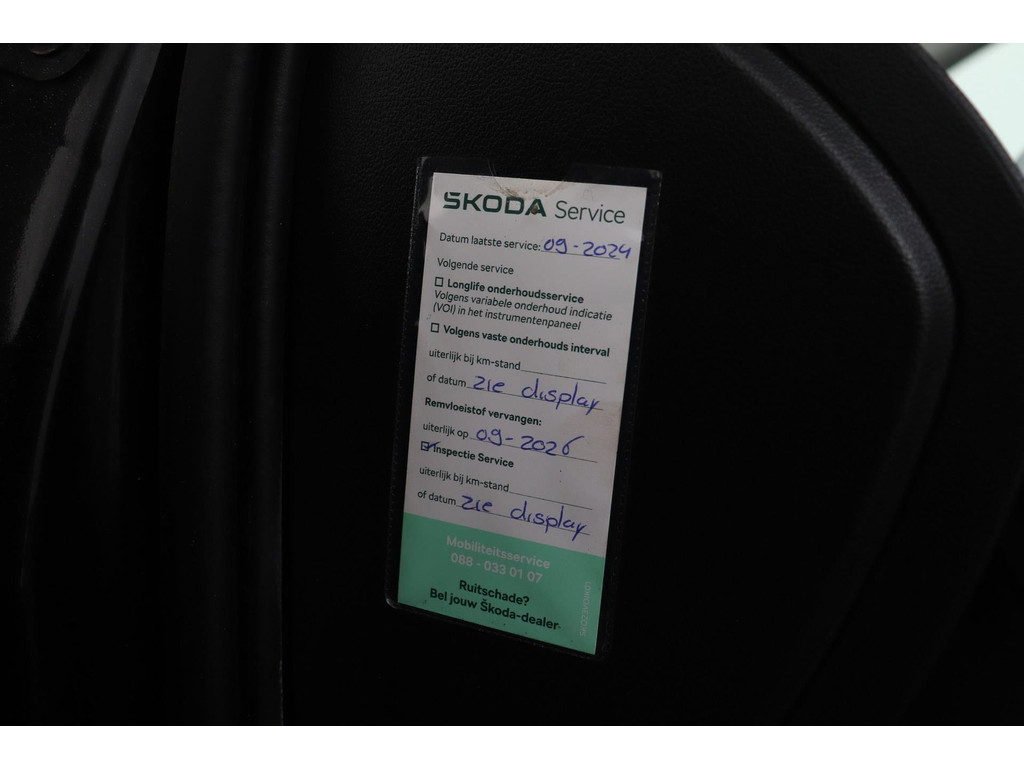 ŠKODA Service
Datum laatste service: 09-2024
Volgende service
Longlife onderhoudsservice
Volgens variabele onderhoud indicatie
(VOI) in het instrumentenpaneel
Volgens vaste onderhouds interval
uiterlijk bij km-stand
of datum zie display
Remvloeistof vervangen:
uiterlijk op 09-2026
Inspectie Service
uiterlijk bij km-stand
of datum zie display
Mobiliteitsservice
088 - 033 01 07
Ruitschade?
Bel jouw Škoda-dealer